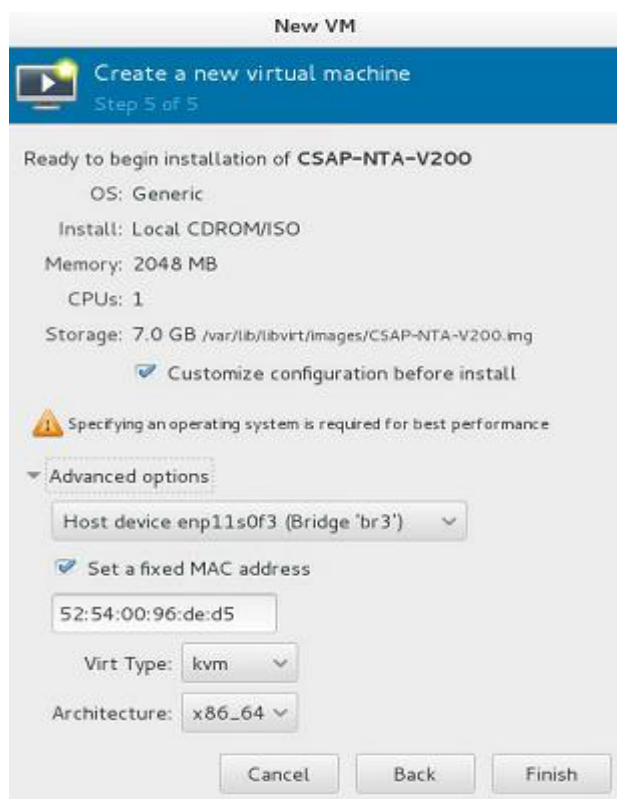 New VM
Create a new virtual machine
Step 5 of 5
Ready to begin installation of CSAP-NTA-V200
OS: Generic
Install: Local CDROM/ISO
Memory: 2048 MB
CPUs: 1
Storage: 7.0 GB /var/lib/libvirt/images/CSAP-NTA-V200.img
Customize configuration before install
Specifying an operating system is required for best performance
Advanced options
Host device enp11s0f3 (Bridge 'br3')
Set a fixed MAC address
52:54:00:96:de:d5
Virt Type: kvm
Architecture: x86_64
Cancel Back Finish